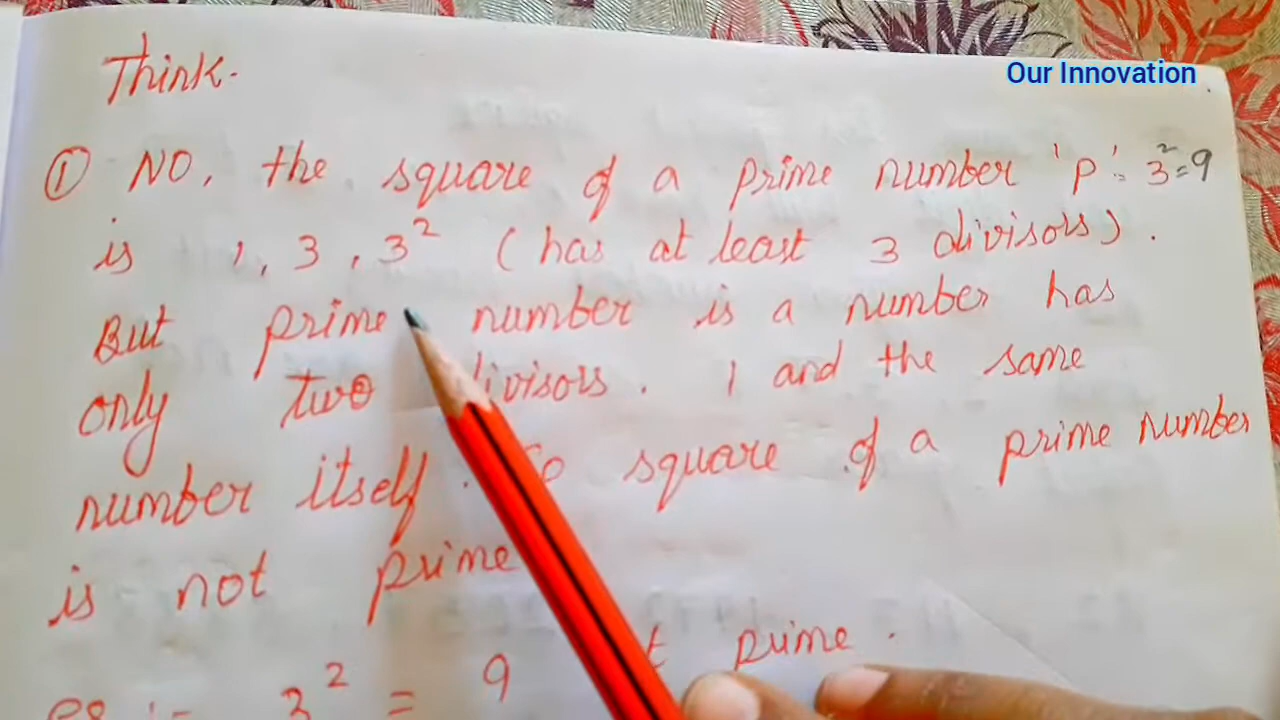 Our Innovation
Think.
① NO, the square of a prime number 'p': 3²=9
is 1, 3, 3² (has at least 3 divisors).
But prime number is a number has
only two divisors. 1 and the same
number itself. So square of a prime number
is not prime
eg :- 3² = 9 prime.